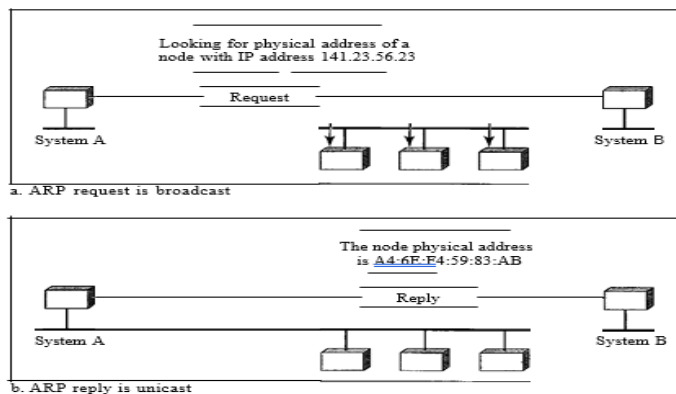 Looking for physical address of a
node with IP address 141.23.56.23
Request
System A
System B
a. ARP request is broadcast
The node physical address
is A4:6E:F4:59:83:AB
Reply
System A
System B
b. ARP reply is unicast